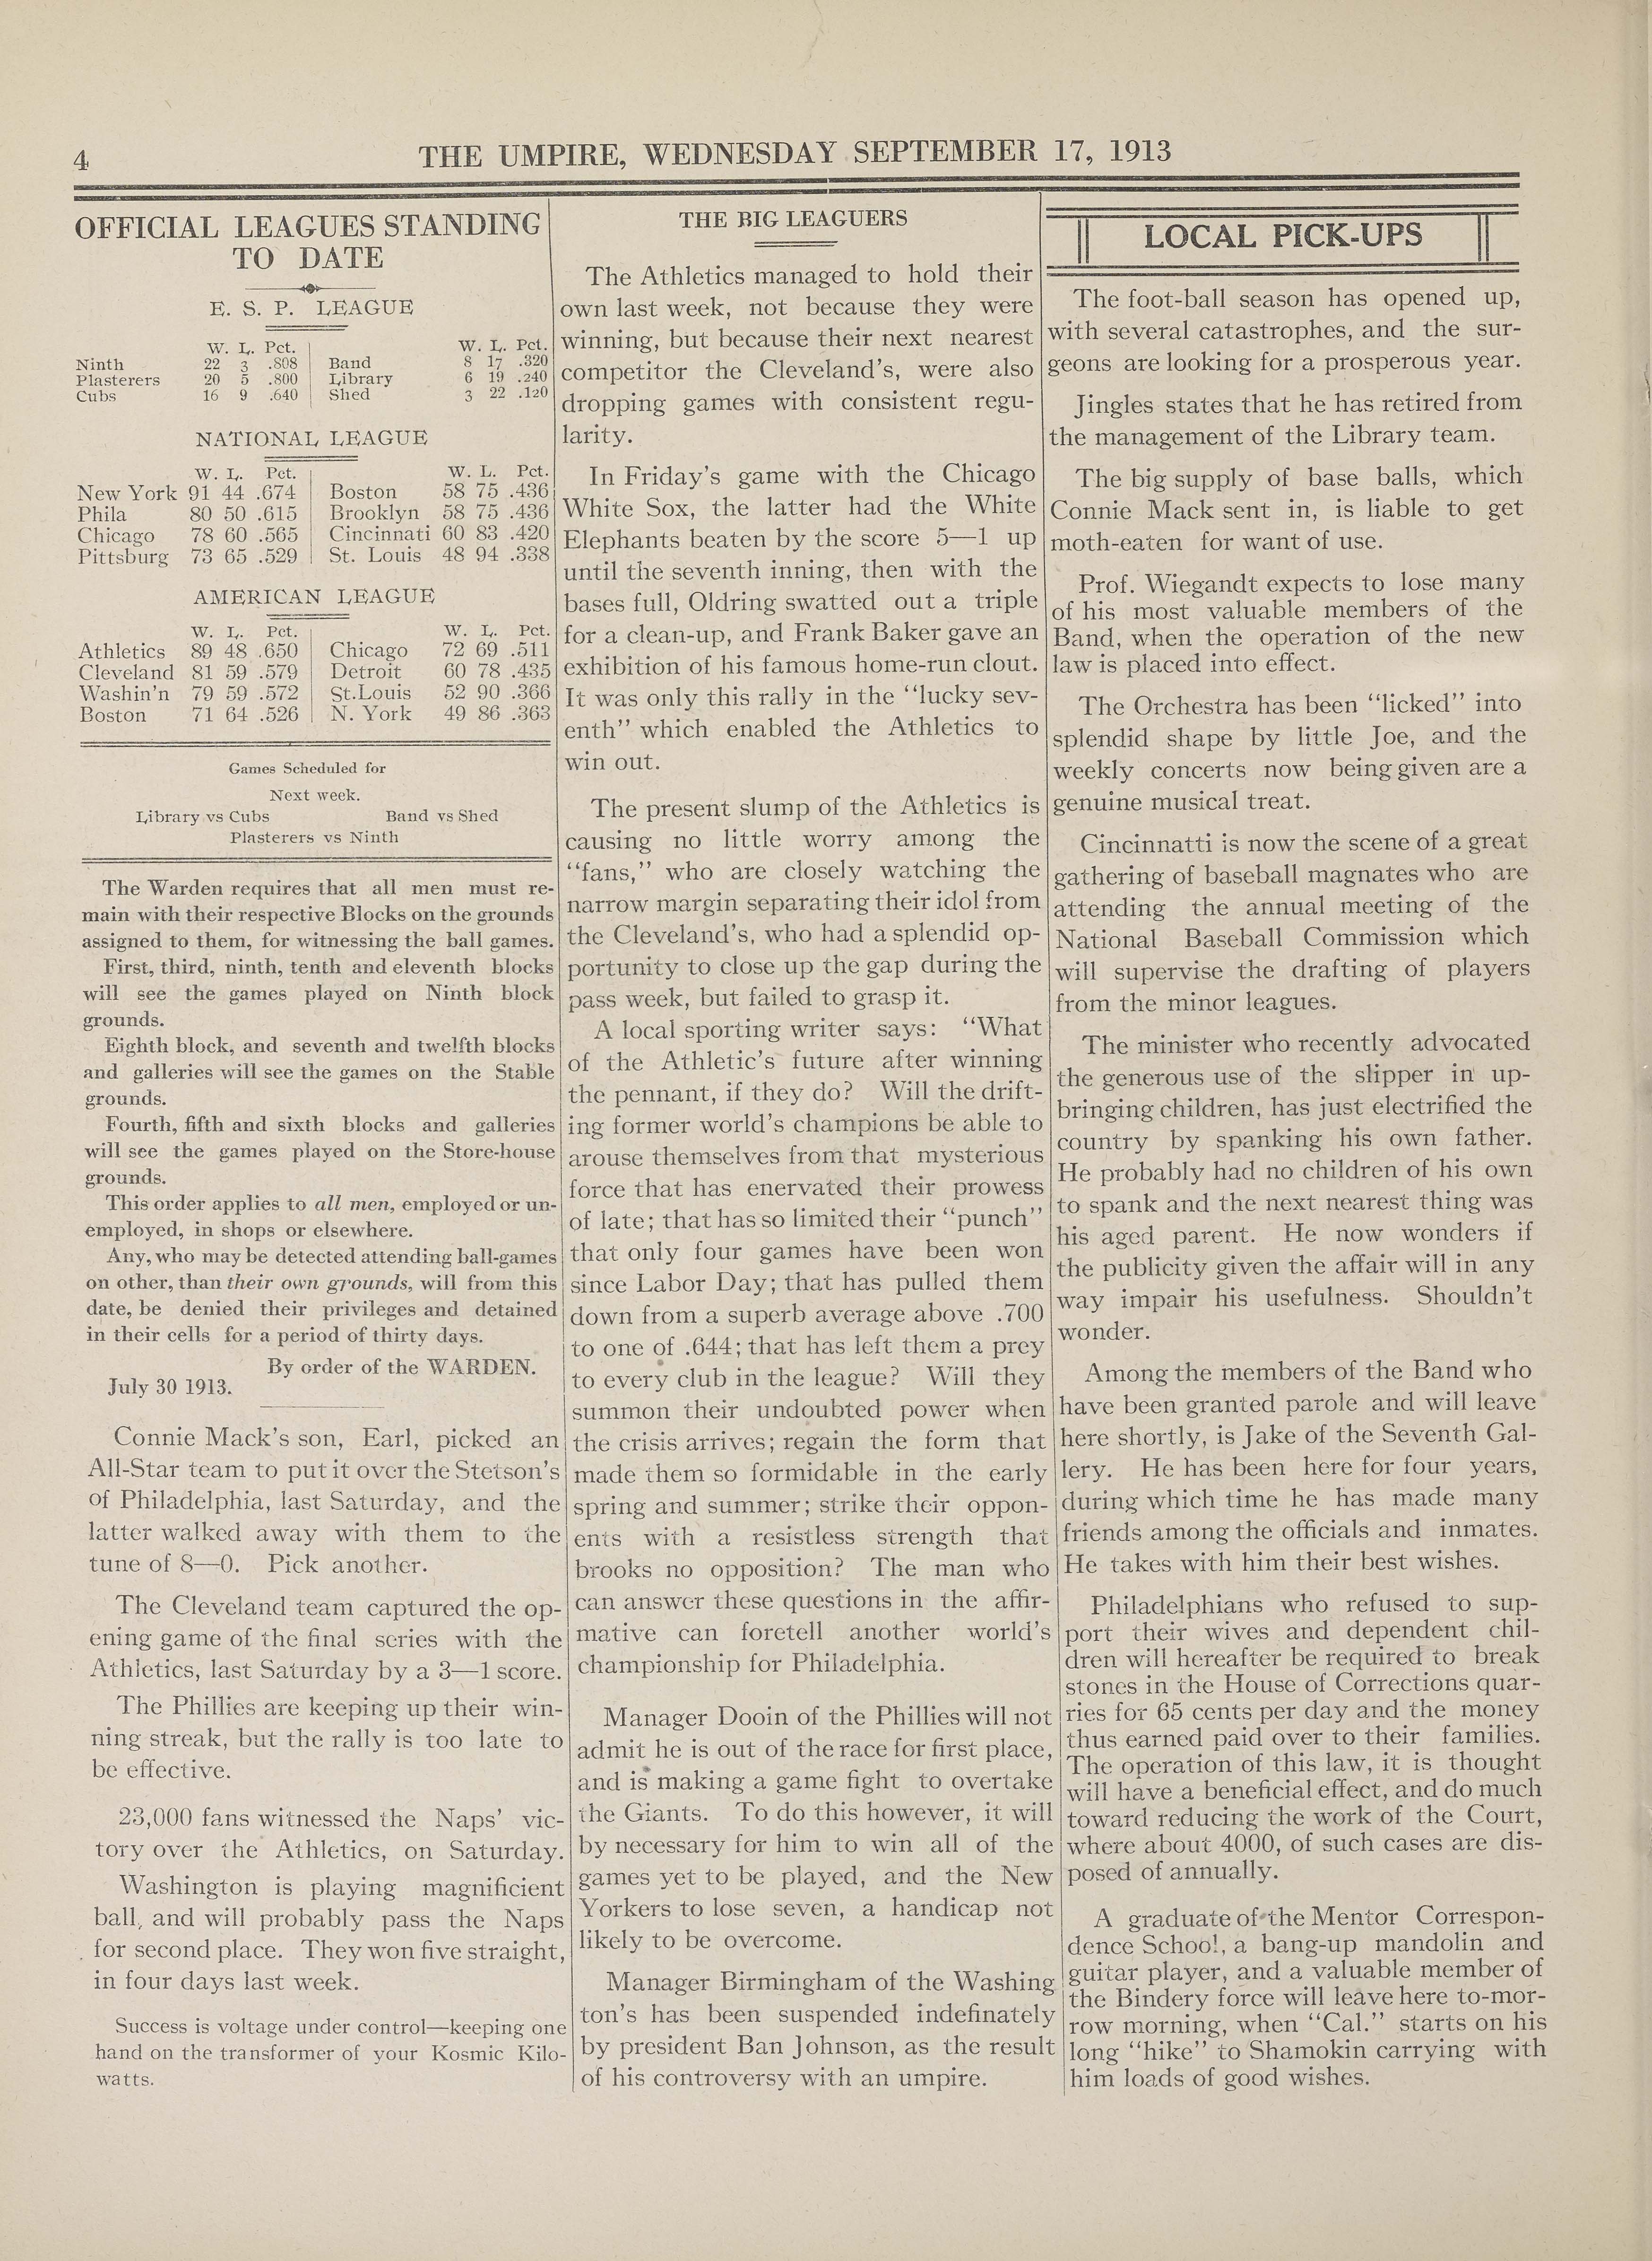 4
THE UMPIRE, WEDNESDAY SEPTEMBER 17, 1913
OFFICIAL LEAGUES STANDING
TO DATE
E. S. P. LEAGUE
W. L. Pct. W. L. Pct.
Ninth 22 3 .808 Band 8 17 .320
Plasterers 20 5 .800 Library 6 19 .240
Cubs 16 9 .640 Shed 3 22 .120
NATIONAL LEAGUE
W. L. Pct. W. L. Pct.
New York 91 44 .674 Boston 58 75 .436
Phila 80 50 .615 Brooklyn 58 75 .436
Chicago 78 60 .565 Cincinnati 60 83 .420
Pittsburg 73 65 .529 St. Louis 48 94 .338
AMERICAN LEAGUE
W. L. Pct. W. L. Pct.
Athletics 89 48 .650 Chicago 72 69 .511
Cleveland 81 59 .579 Detroit 60 78 .435
Washin'n 79 59 .572 St.Louis 52 90 .366
Boston 71 64 .526 N. York 49 86 .363
Games Scheduled for
Next week.
Library vs Cubs Band vs Shed
Plasterers vs Ninth
The Warden requires that all men must re-
main with their respective Blocks on the grounds
assigned to them, for witnessing the ball games.
First, third, ninth, tenth and eleventh blocks
will see the games played on Ninth block
grounds.
Eighth block, and seventh and twelfth blocks
and galleries will see the games on the Stable
grounds.
Fourth, fifth and sixth blocks and galleries
will see the games played on the Store-house
grounds.
This order applies to all men, employed or un-
employed, in shops or elsewhere.
Any, who may be detected attending ball-games
on other, than their own grounds, will from this
date, be denied their privileges and detained
in their cells for a period of thirty days.
By order of the WARDEN.
July 30 1913.
Connie Mack's son, Earl, picked an
All-Star team to put it over the Stetson's
of Philadelphia, last Saturday, and the
latter walked away with them to the
tune of 8—0. Pick another.
The Cleveland team captured the op-
ening game of the final series with the
Athletics, last Saturday by a 3—1 score.
The Phillies are keeping up their win-
ning streak, but the rally is too late to
be effective.
23,000 fans witnessed the Naps' vic-
tory over the Athletics, on Saturday.
Washington is playing magnificient
ball, and will probably pass the Naps
for second place. They won five straight,
in four days last week.
Success is voltage under control—keeping one
hand on the transformer of your Kosmic Kilo-
watts.
THE BIG LEAGUERS
The Athletics managed to hold their
own last week, not because they were
winning, but because their next nearest
competitor the Cleveland's, were also
dropping games with consistent regu-
larity.
In Friday's game with the Chicago
White Sox, the latter had the White
Elephants beaten by the score 5—1 up
until the seventh inning, then with the
bases full, Oldring swatted out a triple
for a clean-up, and Frank Baker gave an
exhibition of his famous home-run clout.
It was only this rally in the "lucky sev-
enth" which enabled the Athletics to
win out.
The present slump of the Athletics is
causing no little worry among the
"fans," who are closely watching the
narrow margin separating their idol from
the Cleveland's, who had a splendid op-
portunity to close up the gap during the
pass week, but failed to grasp it.
A local sporting writer says: "What
of the Athletic's future after winning
the pennant, if they do? Will the drift-
ing former world's champions be able to
arouse themselves from that mysterious
force that has enervated their prowess
of late; that has so limited their "punch"
that only four games have been won
since Labor Day; that has pulled them
down from a superb average above .700
to one of .644; that has left them a prey
to every club in the league? Will they
summon their undoubted power when
the crisis arrives; regain the form that
made them so formidable in the early
spring and summer; strike their oppon-
ents with a resistless strength that
brooks no opposition? The man who
can answer these questions in the affir-
mative can foretell another world's
championship for Philadelphia.
Manager Dooin of the Phillies will not
admit he is out of the race for first place,
and is making a game fight to overtake
the Giants. To do this however, it will
by necessary for him to win all of the
games yet to be played, and the New
Yorkers to lose seven, a handicap not
likely to be overcome.
Manager Birmingham of the Washing
ton's has been suspended indefinately
by president Ban Johnson, as the result
of his controversy with an umpire.
LOCAL PICK-UPS
The foot-ball season has opened up,
with several catastrophes, and the sur-
geons are looking for a prosperous year.
Jingles states that he has retired from
the management of the Library team.
The big supply of base balls, which
Connie Mack sent in, is liable to get
moth-eaten for want of use.
Prof. Wiegandt expects to lose many
of his most valuable members of the
Band, when the operation of the new
law is placed into effect.
The Orchestra has been "licked" into
splendid shape by little Joe, and the
weekly concerts now being given are a
genuine musical treat.
Cincinnatti is now the scene of a great
gathering of baseball magnates who are
attending the annual meeting of the
National Baseball Commission which
will supervise the drafting of players
from the minor leagues.
The minister who recently advocated
the generous use of the slipper in up-
bringing children, has just electrified the
country by spanking his own father.
He probably had no children of his own
to spank and the next nearest thing was
his aged parent. He now wonders if
the publicity given the affair will in any
way impair his usefulness. Shouldn't
wonder.
Among the members of the Band who
have been granted parole and will leave
here shortly, is Jake of the Seventh Gal-
lery. He has been here for four years,
during which time he has made many
friends among the officials and inmates.
He takes with him their best wishes.
Philadelphians who refused to sup-
port their wives and dependent chil-
dren will hereafter be required to break
stones in the House of Corrections quar-
ries for 65 cents per day and the money
thus earned paid over to their families.
The operation of this law, it is thought
will have a beneficial effect, and do much
toward reducing the work of the Court,
where about 4000, of such cases are dis-
posed of annually.
A graduate of the Mentor Correspon-
dence School, a bang-up mandolin and
guitar player, and a valuable member of
the Bindery force will leave here to-mor-
row morning, when "Cal." starts on his
long "hike" to Shamokin carrying with
him loads of good wishes.